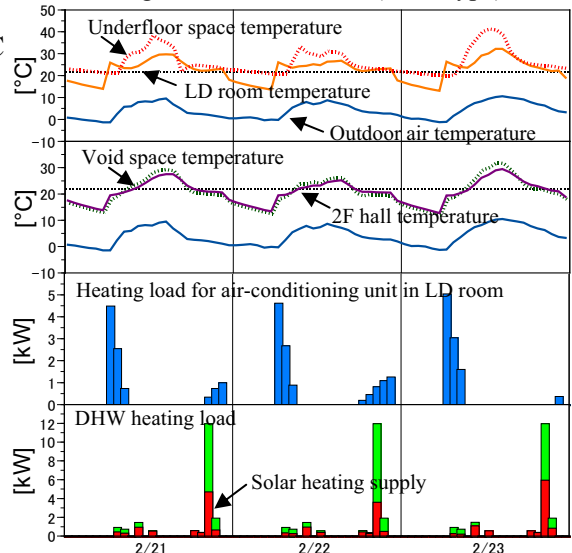 50
40
30
20
10
0
-10
[°C]
Underfloor space temperature
LD room temperature
Outdoor air temperature
40
30
20
10
0
-10
[°C]
Void space temperature
2F hall temperature
5
4
3
2
1
0
[kW]
Heating load for air-conditioning unit in LD room
12
10
8
6
4
2
0
[kW]
DHW heating load
Solar heating supply
2/21 2/22 2/23